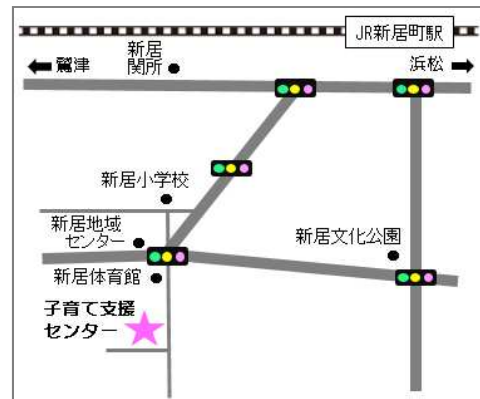 JR新居町駅
新居
関所
鷲津
浜松
新居小学校
新居地域
センター
新居文化公園
新居体育館
子育て支援
センター